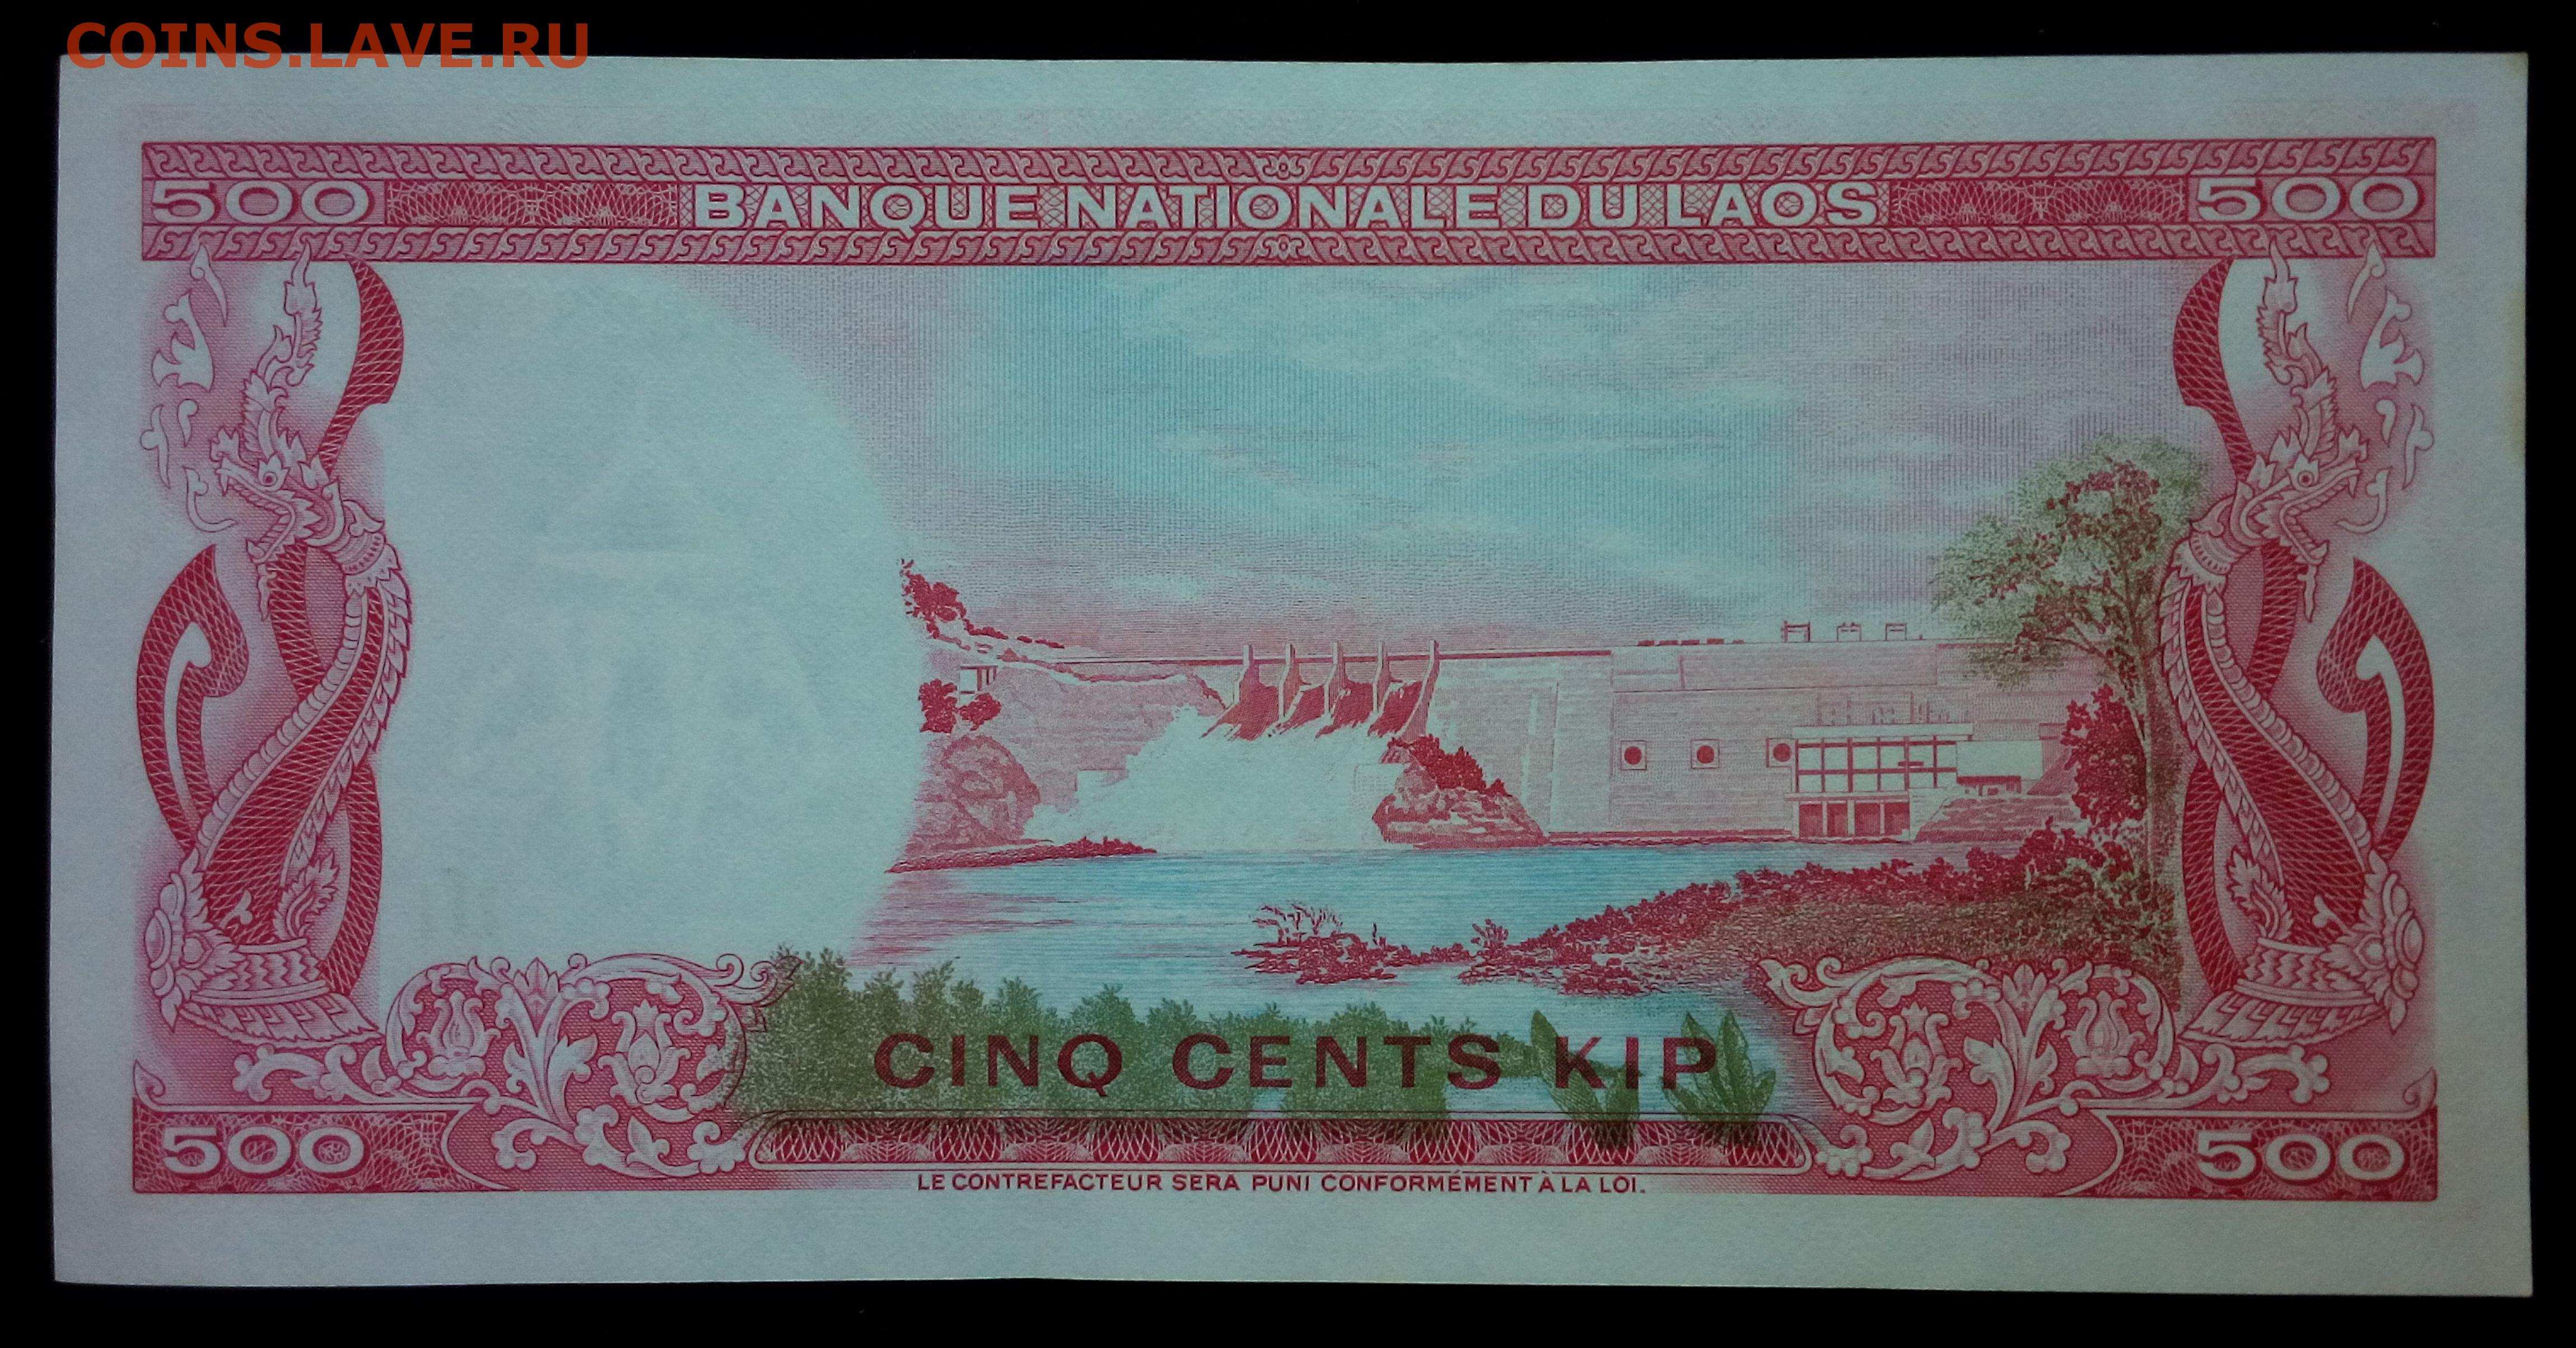 COINS.LAVE.RU
500 BANQUE NATIONALE DU LAOS 500
CINQ CENTS KIP
500 500
LE CONTREFACTEUR SERA PUNI CONFORMÉMENT À LA LOI.